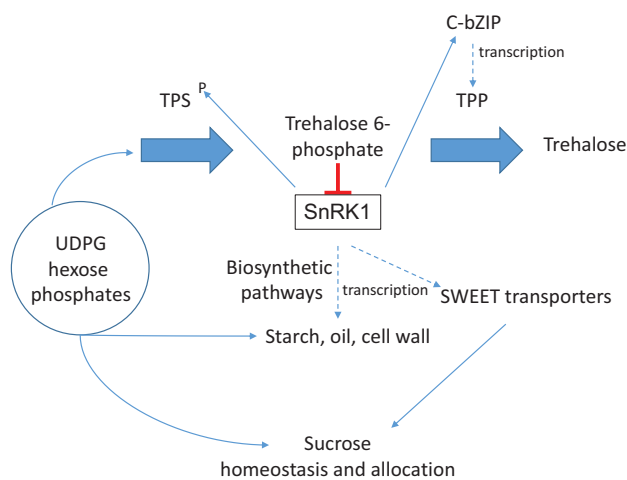 C-bZIP
transcription
TPS
P
TPP
Trehalose 6-
phosphate
Trehalose
SnRK1
UDPG
hexose
phosphates
Biosynthetic
pathways
transcription
SWEET transporters
Starch, oil, cell wall
Sucrose
homeostasis and allocation